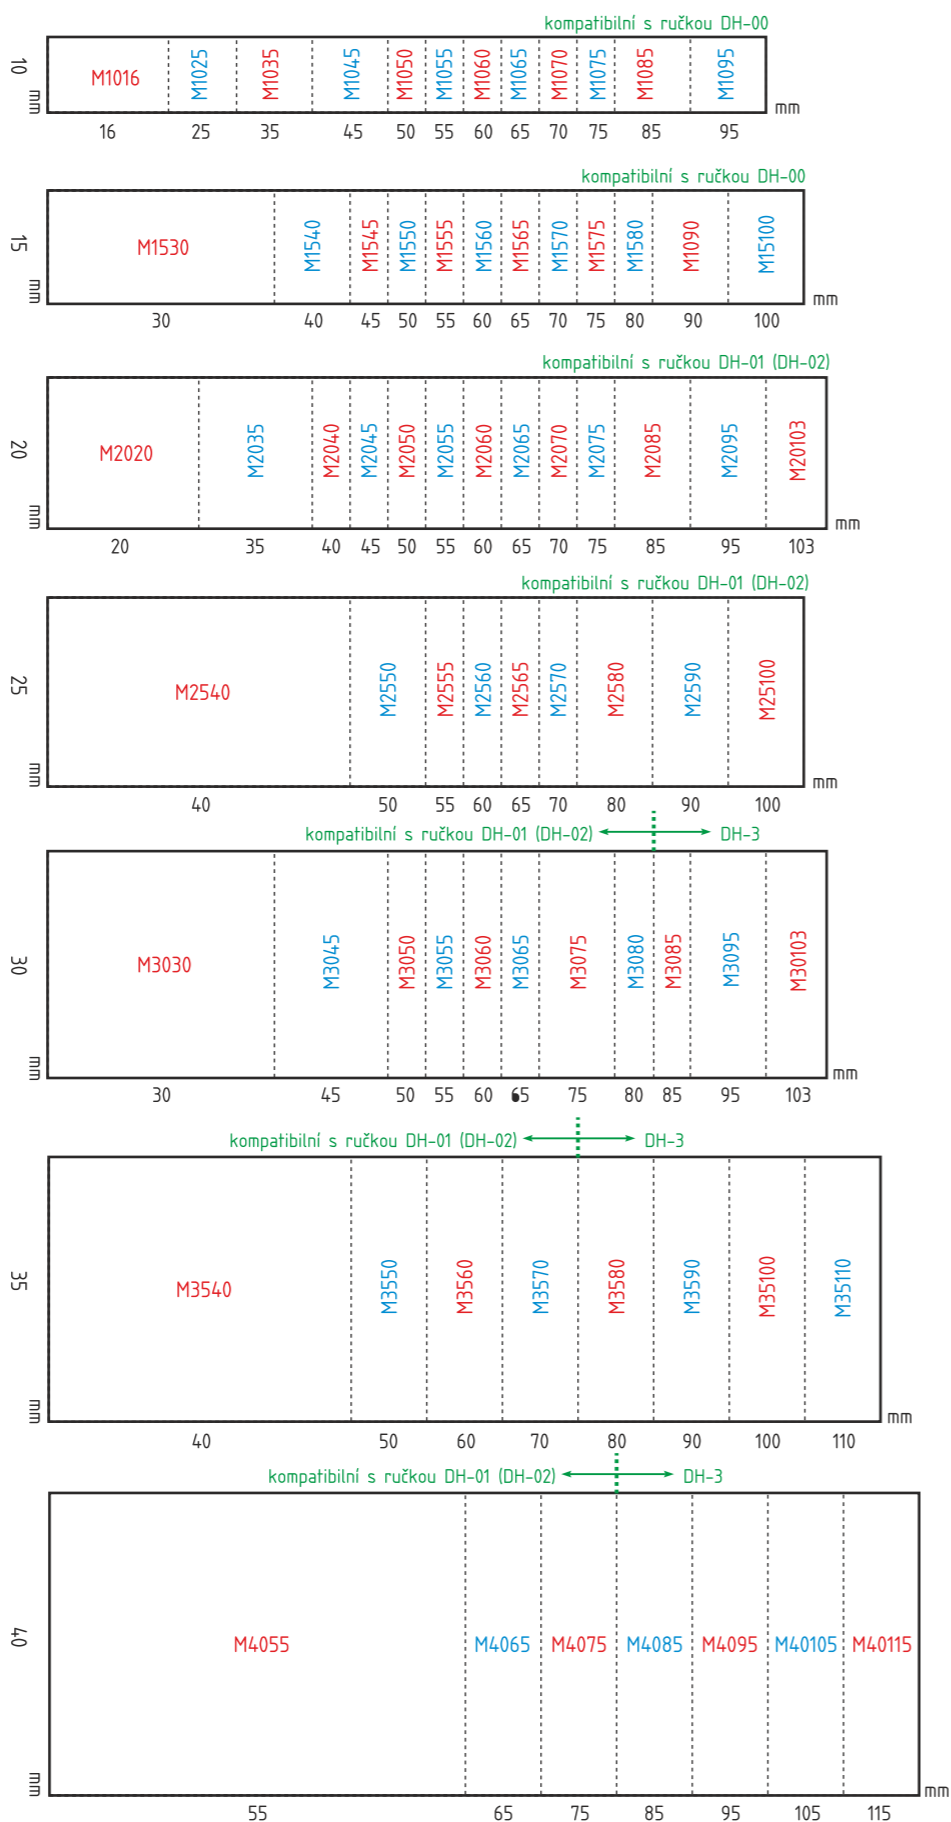 kompatibilní s ručkou DH-00
10 mm
M1016 M1025 M1035 M1045 M1050 M1055 M1060 M1065 M1070 M1075 M1085 M1095
mm
16 25 35 45 50 55 60 65 70 75 85 95
kompatibilní s ručkou DH-00
15 mm
M1530 M1540 M1545 M1550 M1555 M1560 M1565 M1570 M1575 M1580 M1090 M15100
mm
30 40 45 50 55 60 65 70 75 80 90 100
kompatibilní s ručkou DH-01 (DH-02)
20 mm
M2020 M2035 M2040 M2045 M2050 M2055 M2060 M2065 M2070 M2075 M2085 M2095 M20103
mm
20 35 40 45 50 55 60 65 70 75 85 95 103
kompatibilní s ručkou DH-01 (DH-02)
25 mm
M2540 M2550 M2555 M2560 M2565 M2570 M2580 M2590 M25100
mm
40 50 55 60 65 70 80 90 100
kompatibilní s ručkou DH-01 (DH-02) DH-3
30 mm
M3030 M3045 M3050 M3055 M3060 M3065 M3075 M3080 M3085 M3095 M30103
mm
30 45 50 55 60 65 75 80 85 95 103
kompatibilní s ručkou DH-01 (DH-02) DH-3
35 mm
M3540 M3550 M3560 M3570 M3580 M3590 M35100 M35110
mm
40 50 60 70 80 90 100 110
kompatibilní s ručkou DH-01 (DH-02) DH-3
40 mm
M4055 M4065 M4075 M4085 M4095 M40105 M40115
mm
55 65 75 85 95 105 115